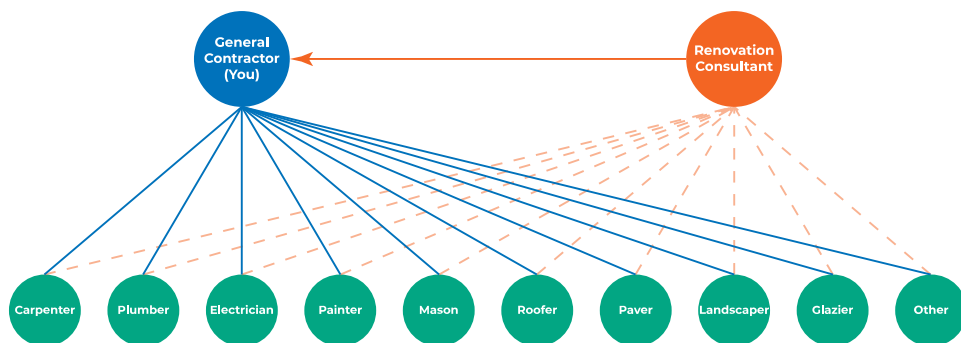 General
Contractor
(You)
Renovation
Consultant
Carpenter
Plumber
Electrician
Painter
Mason
Roofer
Paver
Landscaper
Glazier
Other